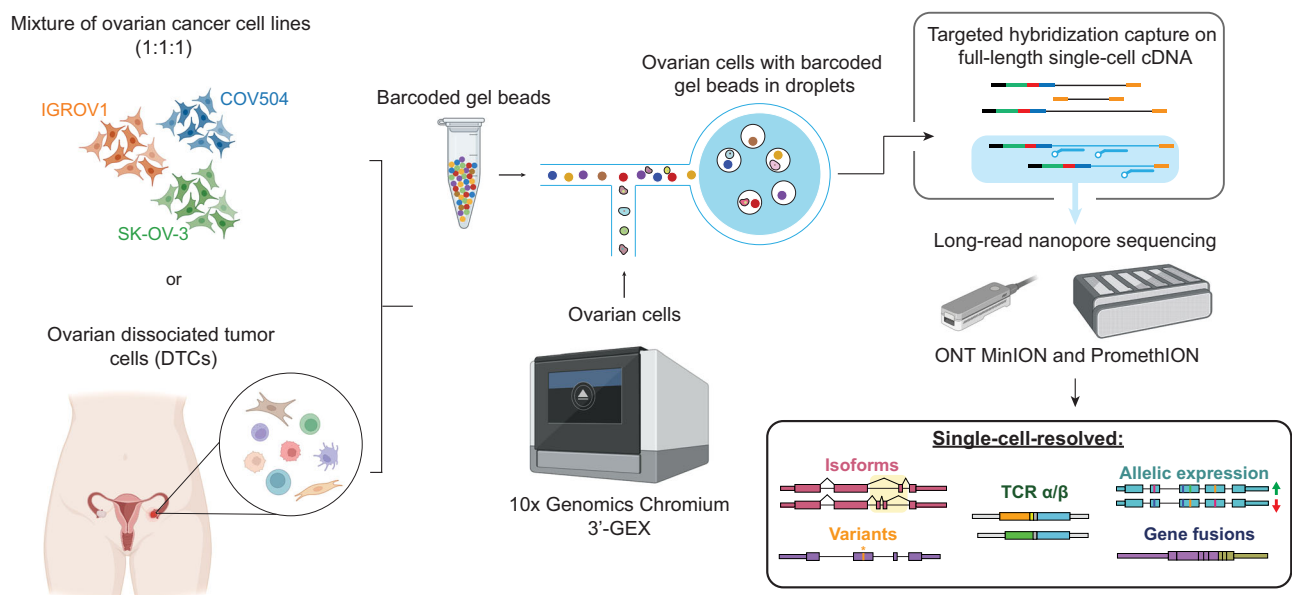 Mixture of ovarian cancer cell lines
(1:1:1)
IGROV1
COV504
SK-OV-3
or
Ovarian dissociated tumor
cells (DTCs)
Barcoded gel beads
Ovarian cells with barcoded
gel beads in droplets
Ovarian cells
10x Genomics Chromium
3’-GEX
Targeted hybridization capture on
full-length single-cell cDNA
Long-read nanopore sequencing
ONT MinION and PromethION
Single-cell-resolved:
Isoforms
Variants
TCR α/β
Allelic expression
Gene fusions